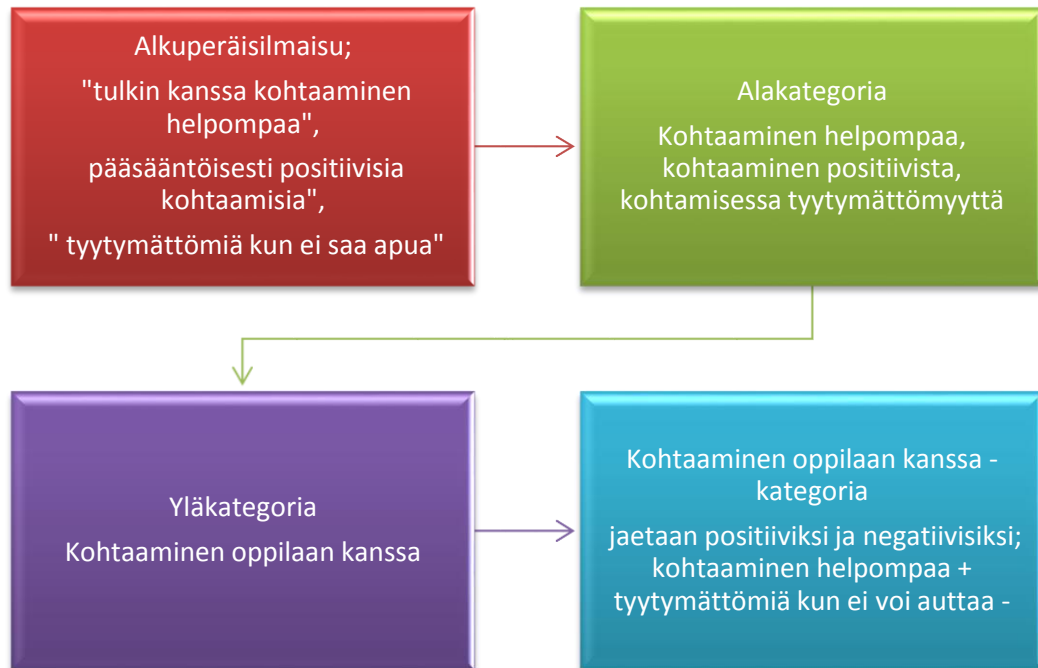 Alkuperäisilmaisu;
"tulkin kanssa kohtaaminen
helpompaa",
pääsääntöisesti positiivisia
kohtaamisia",
" tyytymättömiä kun ei saa apua"
Alakategoria
Kohtaaminen helpompaa,
kohtaaminen positiivista,
kohtamisessa tyytymättömyyttä
Yläkategoria
Kohtaaminen oppilaan kanssa
Kohtaaminen oppilaan kanssa -
kategoria
jaetaan positiiviksi ja negatiivisiksi;
kohtaaminen helpompaa +
tyytymättömiä kun ei voi auttaa -